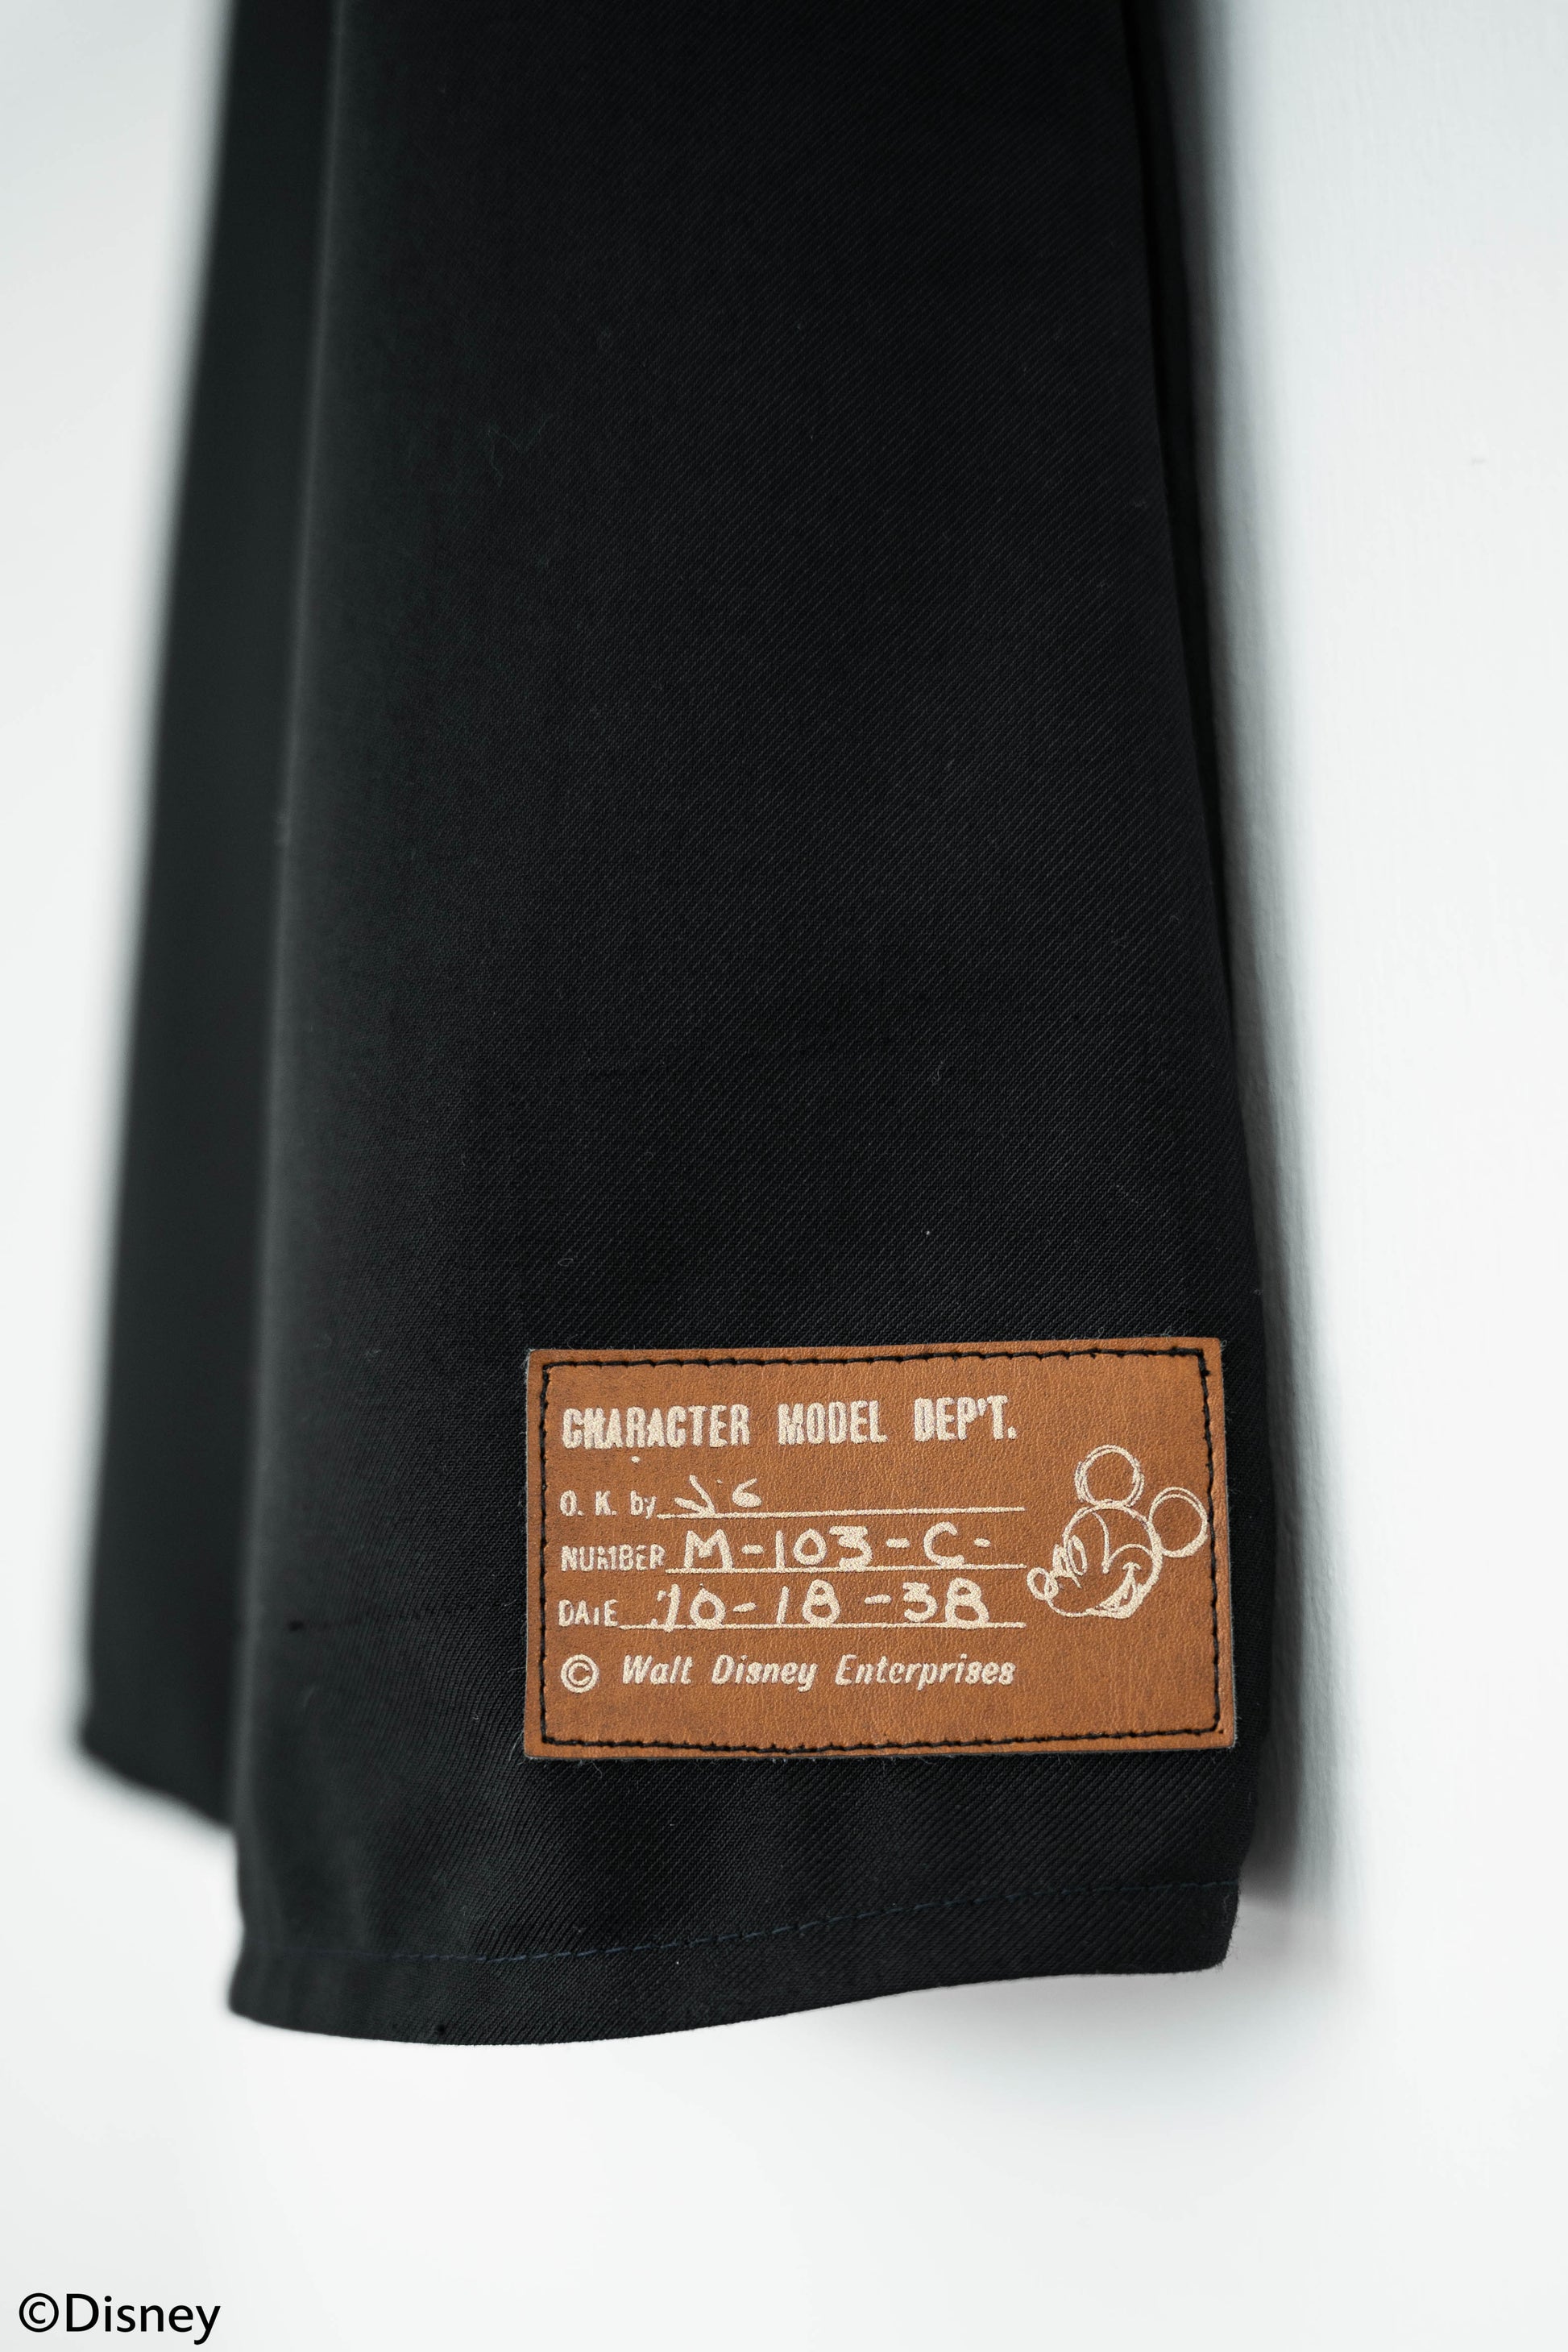 CHARACTER MODEL DEP'T.
O. K. by
NUMBER M-103-C-
DATE 10-18-38
© Walt Disney Enterprises
©Disney